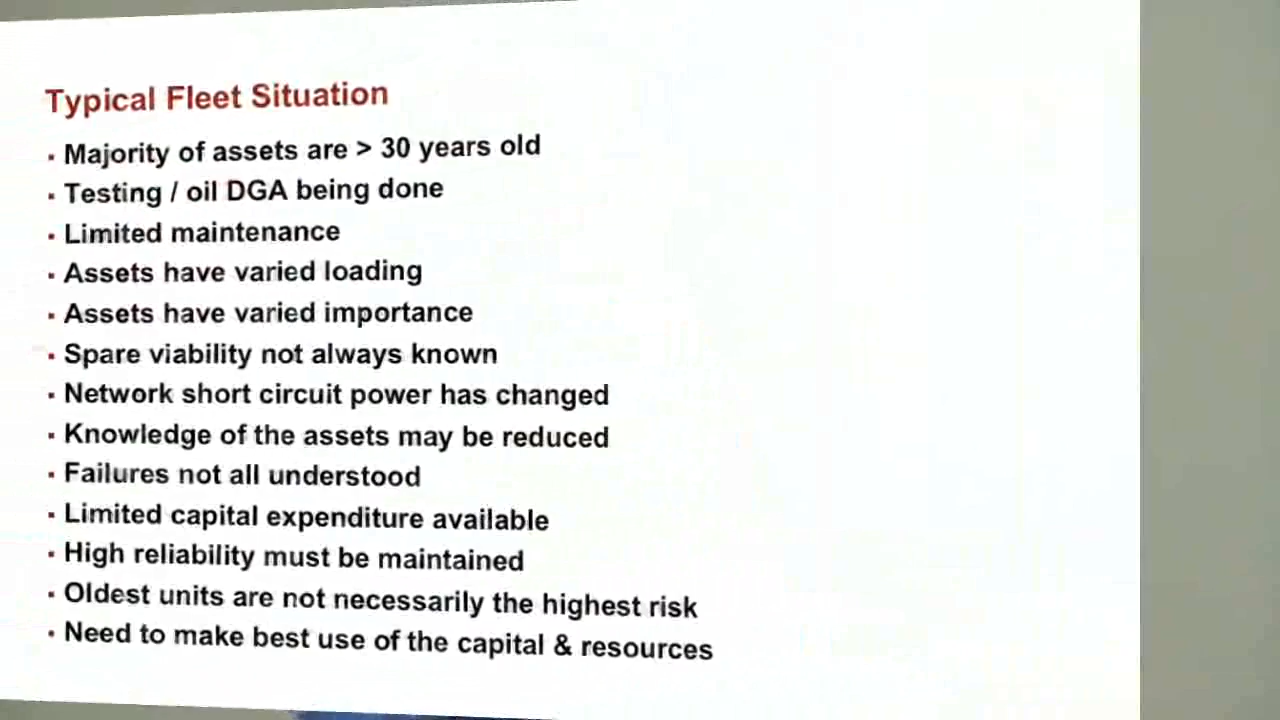 Typical Fleet Situation
▪ Majority of assets are > 30 years old
▪ Testing / oil DGA being done
▪ Limited maintenance
▪ Assets have varied loading
▪ Assets have varied importance
▪ Spare viability not always known
▪ Network short circuit power has changed
▪ Knowledge of the assets may be reduced
▪ Failures not all understood
▪ Limited capital expenditure available
▪ High reliability must be maintained
▪ Oldest units are not necessarily the highest risk
▪ Need to make best use of the capital & resources